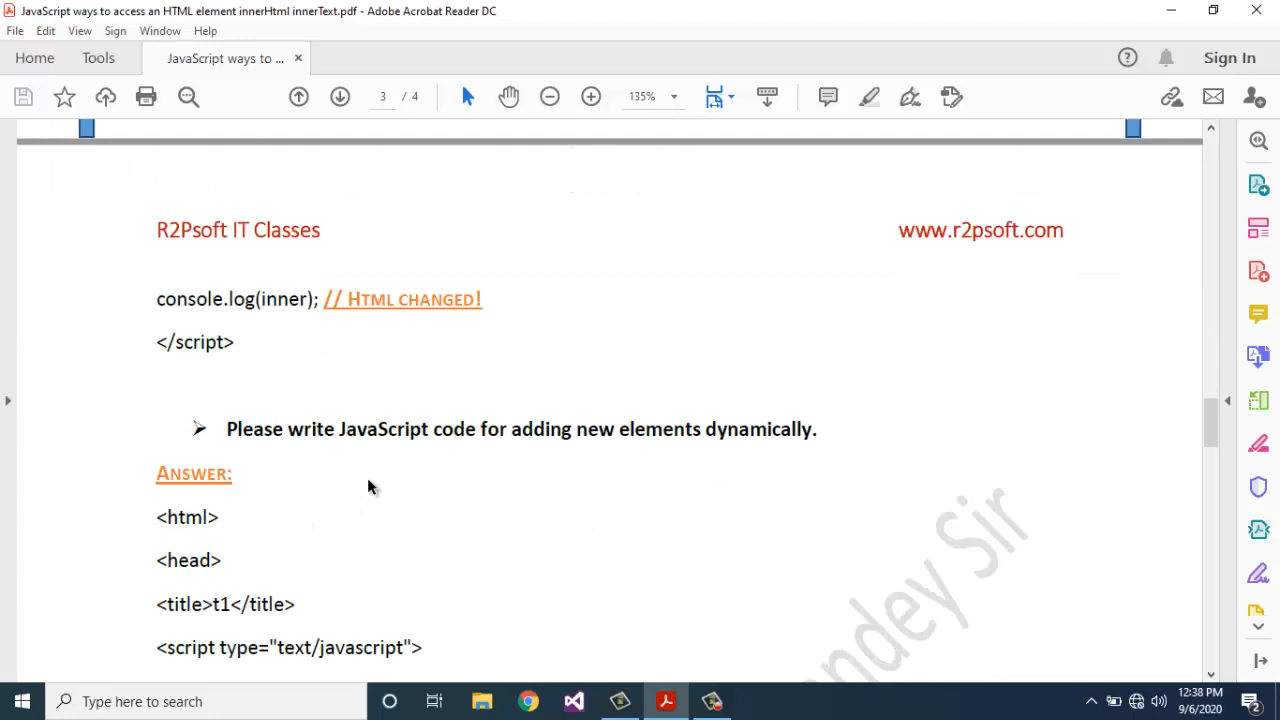 JavaScript ways to access an HTML element innerHtml innerText.pdf - Adobe Acrobat Reader DC
File Edit View Sign Window Help
Home Tools JavaScript ways to ... × Sign In
3 / 4 135%
R2Psoft IT Classes www.r2psoft.com
console.log(inner); // HTML CHANGED!
</script>
➢ Please write JavaScript code for adding new elements dynamically.
ANSWER:
<html>
<head>
<title>t1</title>
<script type="text/javascript">
ndey Sir
Type here to search
12:38 PM
9/6/2020
2